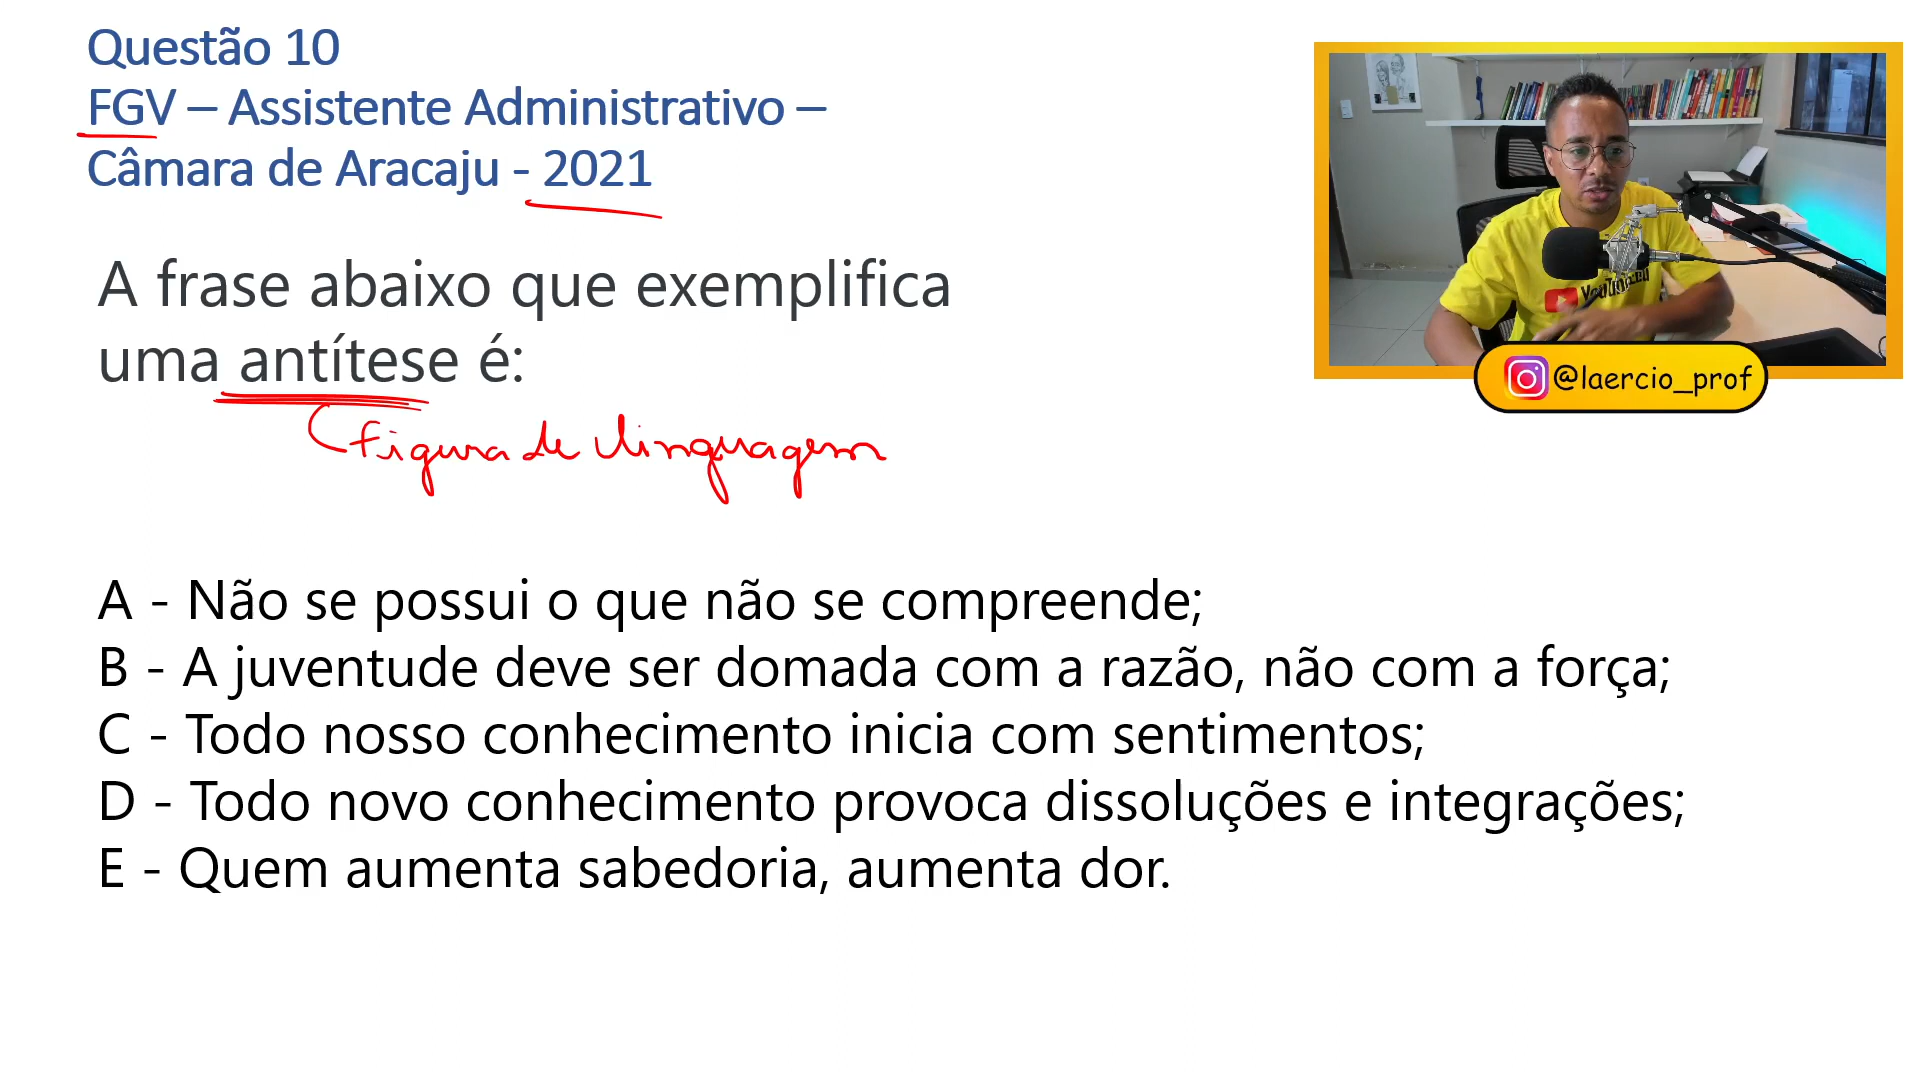 Questão 10
FGV – Assistente Administrativo –
Câmara de Aracaju - 2021
A frase abaixo que exemplifica
uma antítese é:
Figura de linguagem
@laercio_prof
A - Não se possui o que não se compreende;
B - A juventude deve ser domada com a razão, não com a força;
C - Todo nosso conhecimento inicia com sentimentos;
D - Todo novo conhecimento provoca dissoluções e integrações;
E - Quem aumenta sabedoria, aumenta dor.